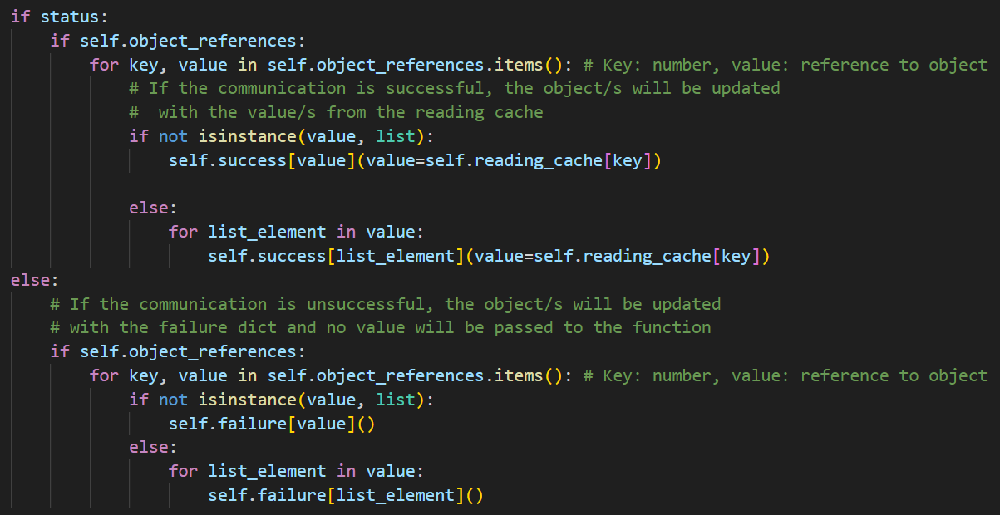 if status:
    if self.object_references:
        for key, value in self.object_references.items(): # Key: number, value: reference to object
            # If the communication is successful, the object/s will be updated
            #  with the value/s from the reading cache
            if not isinstance(value, list):
                self.success[value](value=self.reading_cache[key])

            else:
                for list_element in value:
                    self.success[list_element](value=self.reading_cache[key])
else:
    # If the communication is unsuccessful, the object/s will be updated
    # with the failure dict and no value will be passed to the function
    if self.object_references:
        for key, value in self.object_references.items(): # Key: number, value: reference to object
            if not isinstance(value, list):
                self.failure[value]()
            else:
                for list_element in value:
                    self.failure[list_element]()